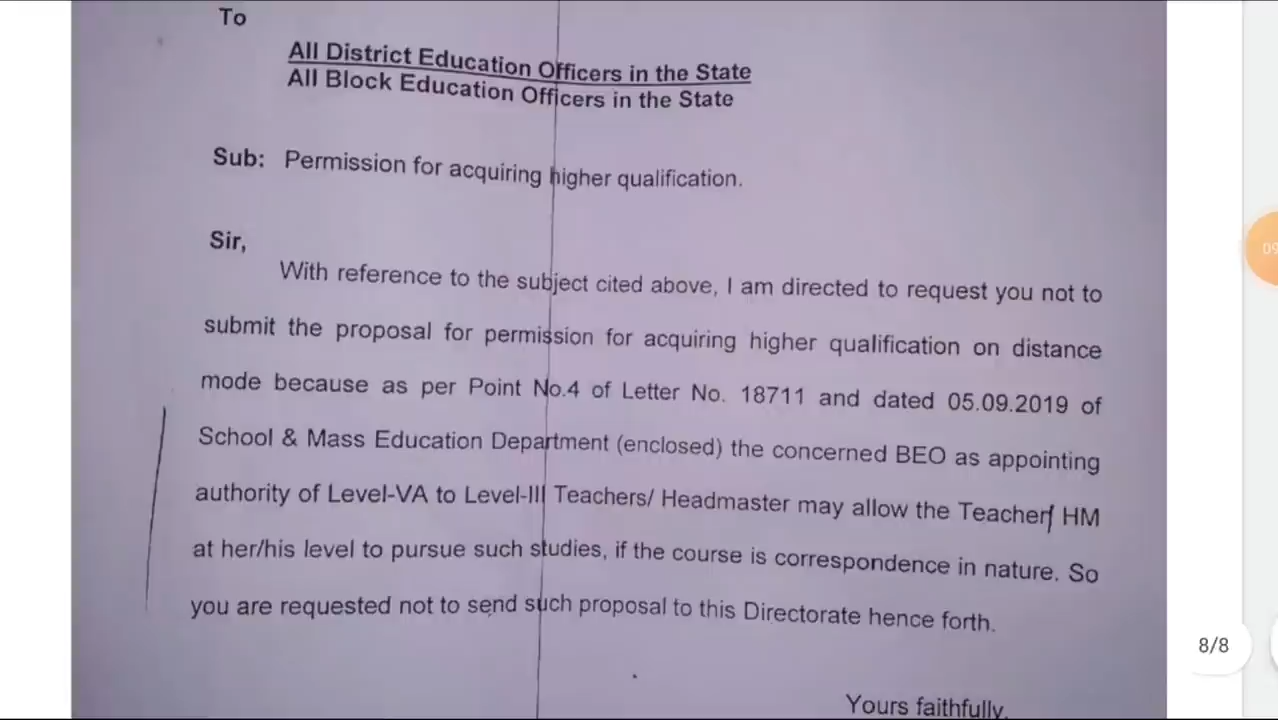 To
All District Education Officers in the State
All Block Education Officers in the State
Sub: Permission for acquiring higher qualification.
Sir,
With reference to the subject cited above, I am directed to request you not to
submit the proposal for permission for acquiring higher qualification on distance
mode because as per Point No.4 of Letter No. 18711 and dated 05.09.2019 of
School & Mass Education Department (enclosed) the concerned BEO as appointing
authority of Level-VA to Level-III Teachers/ Headmaster may allow the Teacher/ HM
at her/his level to pursue such studies, if the course is correspondence in nature. So
you are requested not to send such proposal to this Directorate hence forth.
Yours faithfully,
8/8